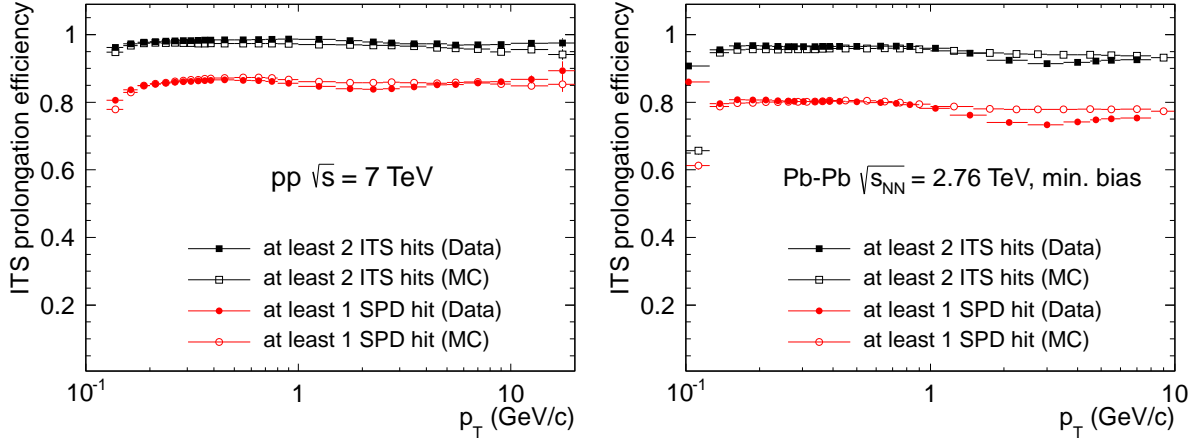 ITS prolongation efficiency
1
0.8
0.6
0.4
0.2
pp √s = 7 TeV
at least 2 ITS hits (Data)
at least 2 ITS hits (MC)
at least 1 SPD hit (Data)
at least 1 SPD hit (MC)
10⁻¹ 1 10
p_T (GeV/c)
ITS prolongation efficiency
1
0.8
0.6
0.4
0.2
Pb-Pb √s_NN = 2.76 TeV, min. bias
at least 2 ITS hits (Data)
at least 2 ITS hits (MC)
at least 1 SPD hit (Data)
at least 1 SPD hit (MC)
10⁻¹ 1 10
p_T (GeV/c)